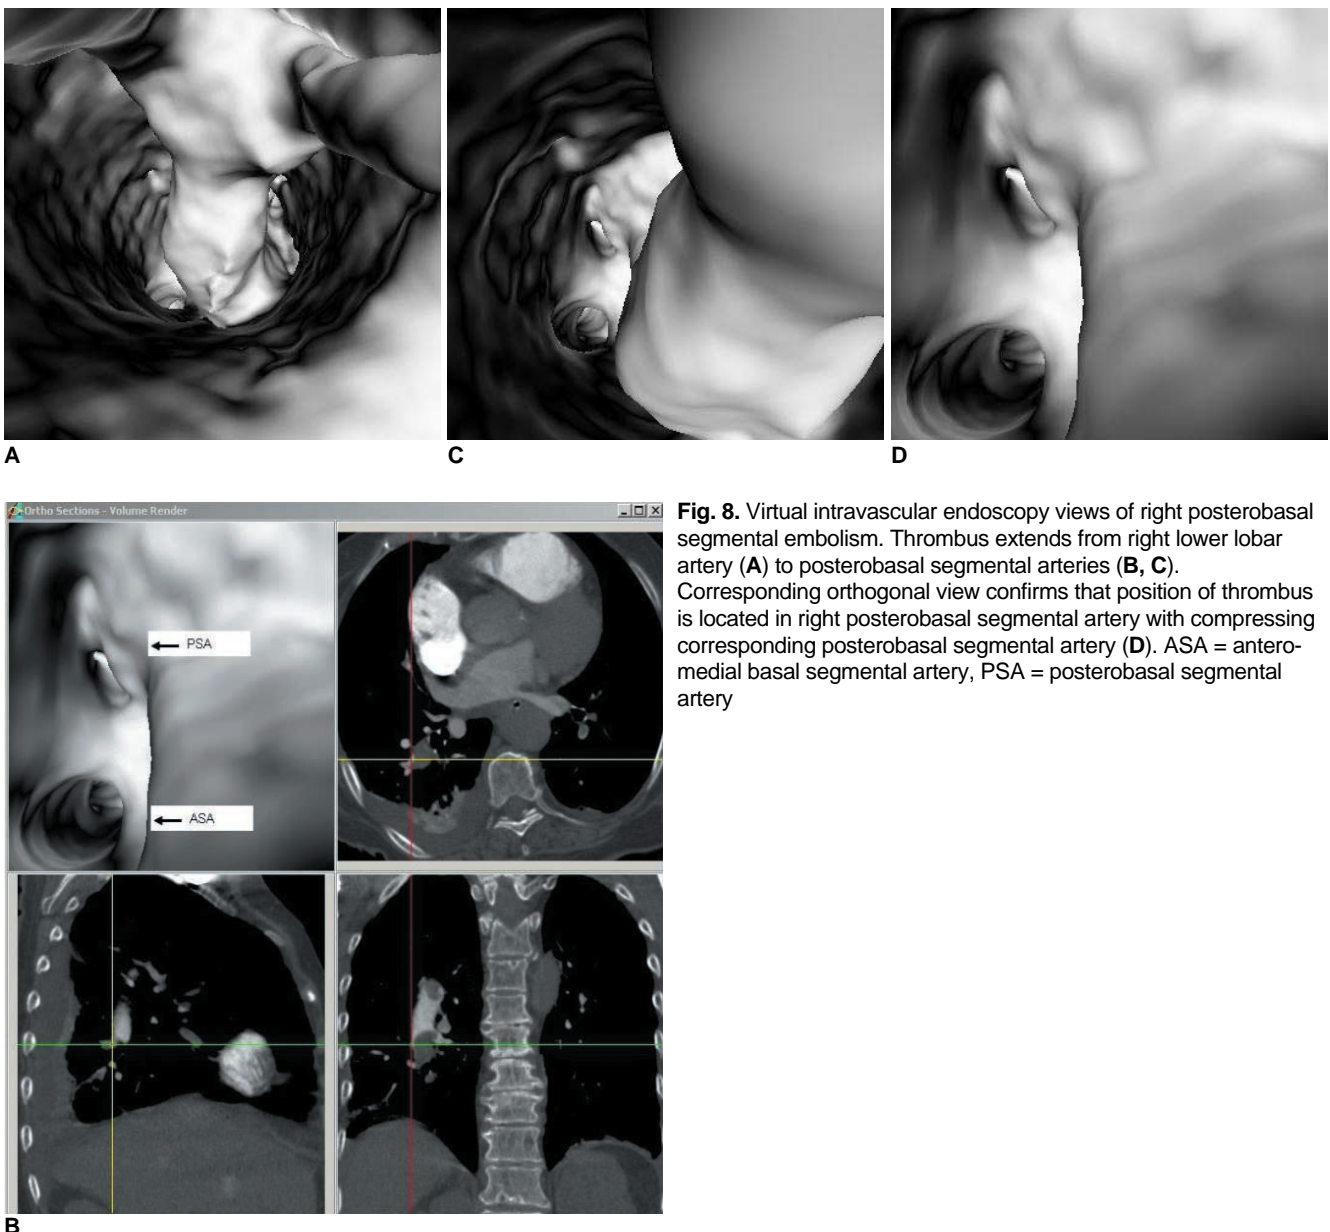 A
C
D
Ortho Sections - Volume Render
PSA
ASA
B
Fig. 8. Virtual intravascular endoscopy views of right posterobasal
segmental embolism. Thrombus extends from right lower lobar
artery (A) to posterobasal segmental arteries (B, C).
Corresponding orthogonal view confirms that position of thrombus
is located in right posterobasal segmental artery with compressing
corresponding posterobasal segmental artery (D). ASA = antero-
medial basal segmental artery, PSA = posterobasal segmental
artery